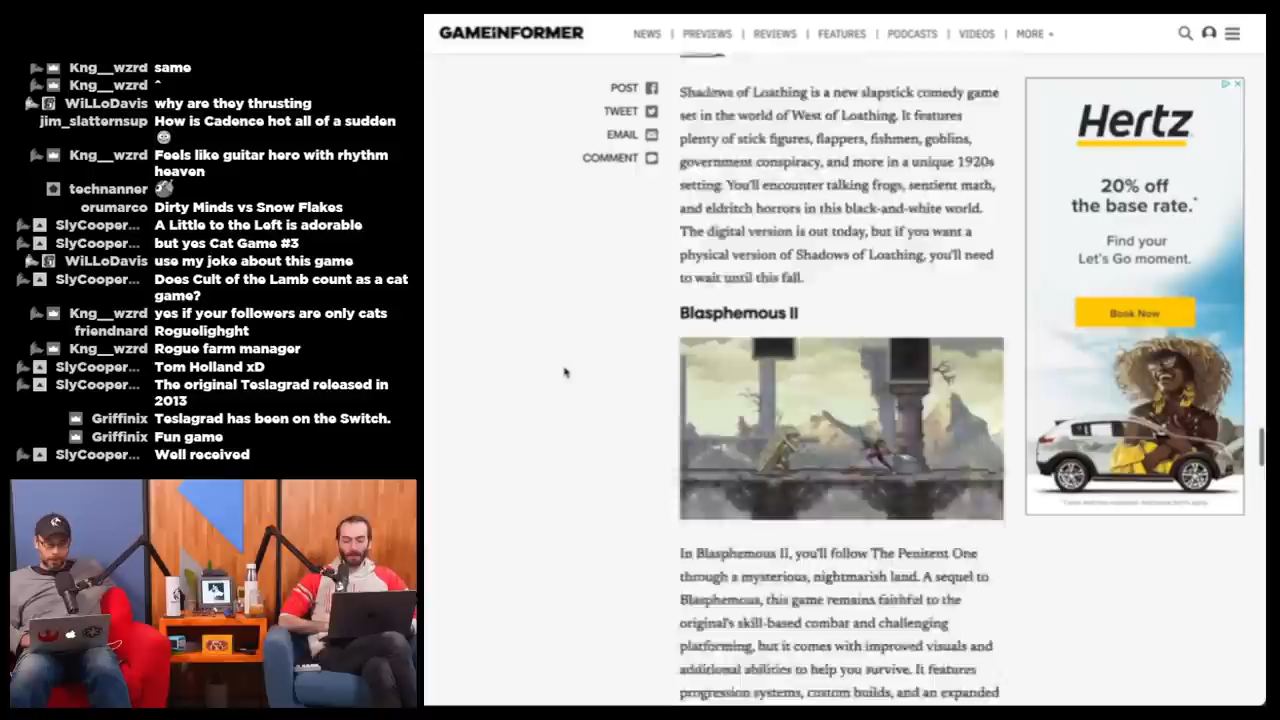 Kng__wzrd same
Kng__wzrd ^
WiLLoDavis why are they thrusting
jim_slatternsup How is Cadence hot all of a sudden
Kng__wzrd Feels like guitar hero with rhythm
heaven
technanner
orumarco Dirty Minds vs Snow Flakes
SlyCooper... A Little to the Left is adorable
SlyCooper... but yes Cat Game #3
WiLLoDavis use my joke about this game
SlyCooper... Does Cult of the Lamb count as a cat
game?
Kng__wzrd yes if your followers are only cats
friendnard Roguelighght
Kng__wzrd Rogue farm manager
SlyCooper... Tom Holland xD
SlyCooper... The original Teslagrad released in
2013
Griffinix Teslagrad has been on the Switch.
Griffinix Fun game
SlyCooper... Well received
GAMEINFORMER
NEWS | PREVIEWS | REVIEWS | FEATURES | PODCASTS | VIDEOS | MORE
POST
TWEET
EMAIL
COMMENT
Shadows of Loathing is a new slapstick comedy game
set in the world of West of Loathing. It features
plenty of stick figures, flappers, fishmen, goblins,
government conspiracy, and more in a unique 1920s
setting. You'll encounter talking frogs, sentient math,
and eldritch horrors in this black-and-white world.
The digital version is out today, but if you want a
physical version of Shadows of Loathing, you'll need
to wait until this fall.
Blasphemous II
In Blasphemous II, you'll follow The Penitent One
through a mysterious, nightmarish land. A sequel to
Blasphemous, this game remains faithful to the
original's skill-based combat and challenging
platforming, but it comes with improved visuals and
additional abilities to help you survive. It features
progression systems, custom builds, and an expanded
Hertz
20% off
the base rate.*
Find your
Let's Go moment.
Book Now